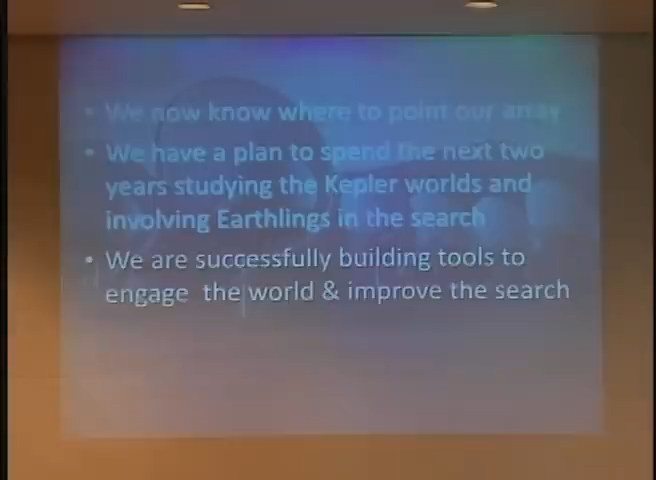 • We now know where to point our array
• We have a plan to spend the next two
years studying the Kepler worlds and
involving Earthlings in the search
• We are successfully building tools to
engage the world & improve the search